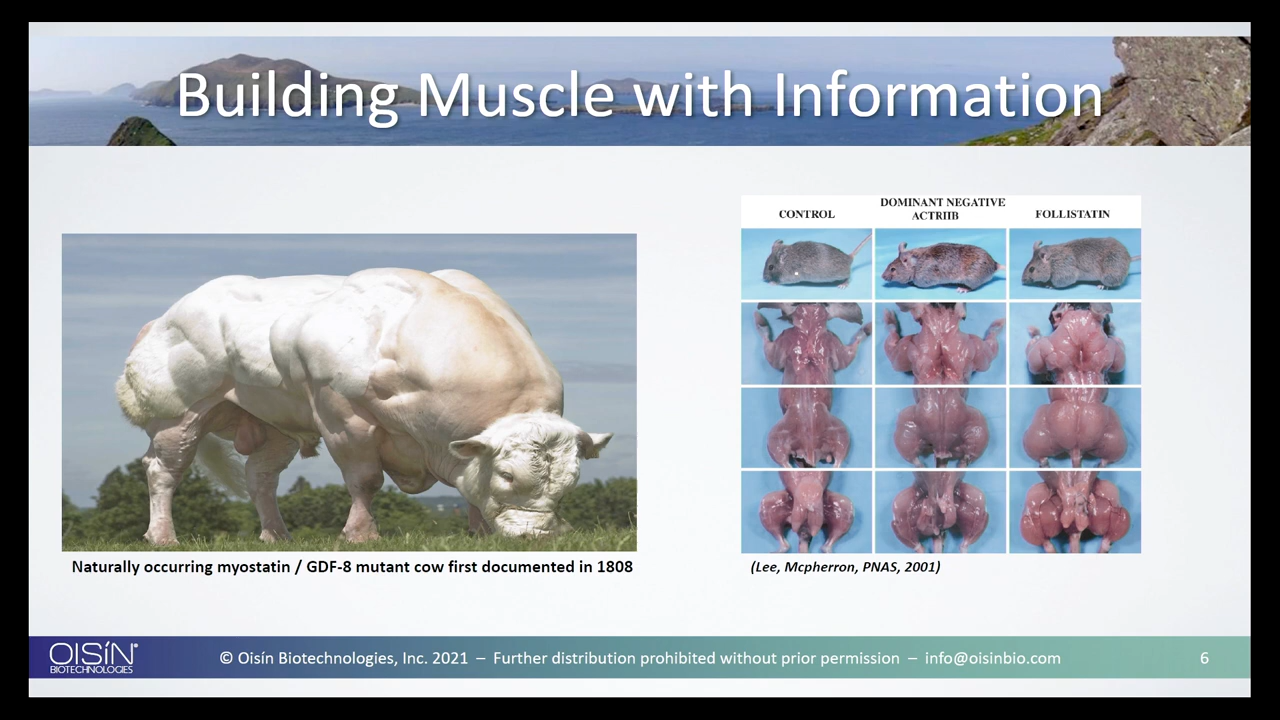 Building Muscle with Information
CONTROL
DOMINANT NEGATIVE
ACTRIIB
FOLLISTATIN
Naturally occurring myostatin / GDF-8 mutant cow first documented in 1808
(Lee, Mcpherron, PNAS, 2001)
OISÍN®
BIOTECHNOLOGIES
© Oisín Biotechnologies, Inc. 2021 – Further distribution prohibited without prior permission – info@oisinbio.com
6